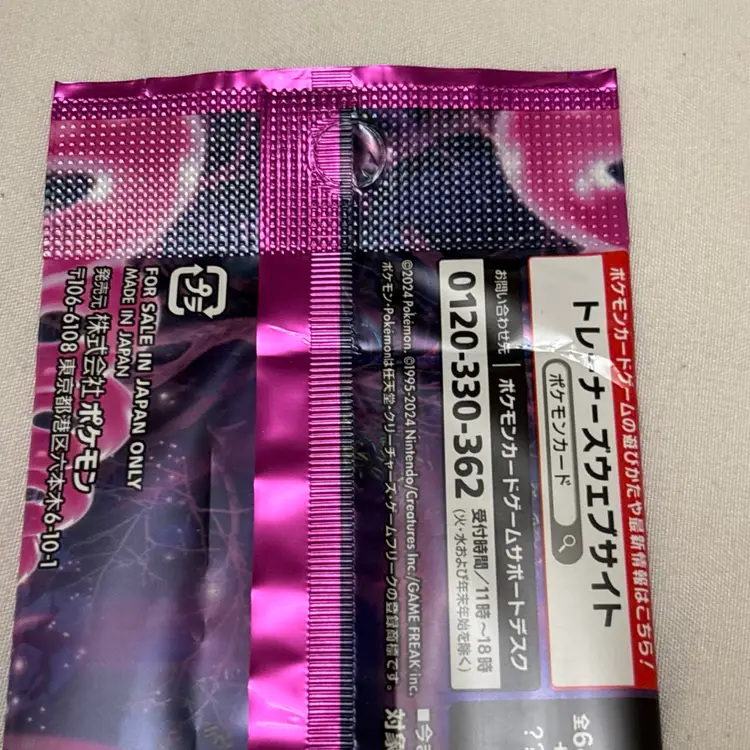 ポケモンカードゲームの遊びかたや最新情報はこちら！
トレーナーズウェブサイト
ポケモンカード
お問い合わせ先 ポケモンカードゲームサポートデスク
0120-330-362 受付時間／11時～18時
(火・水および年末年始を除く)
©2024 Pokémon. ©1995-2024 Nintendo/Creatures Inc./GAME FREAK inc.
ポケモン・Pokémonは任天堂・クリーチャーズ・ゲームフリークの登録商標です。
プラ
FOR SALE IN JAPAN ONLY
MADE IN JAPAN
発売元 株式会社ポケモン
〒106-6108 東京都港区六本木6-10-1
全6
■今
対象